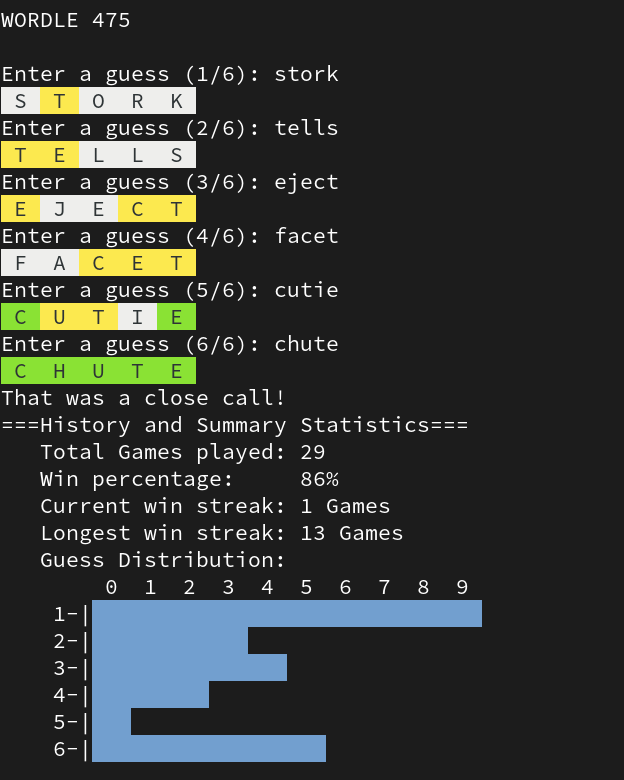 WORDLE 475
Enter a guess (1/6): stork
S T O R K
Enter a guess (2/6): tells
T E L L S
Enter a guess (3/6): eject
E J E C T
Enter a guess (4/6): facet
F A C E T
Enter a guess (5/6): cutie
C U T I E
Enter a guess (6/6): chute
C H U T E
That was a close call!
===History and Summary Statistics===
Total Games played: 29
Win percentage: 86%
Current win streak: 1 Games
Longest win streak: 13 Games
Guess Distribution:
0 1 2 3 4 5 6 7 8 9
1-|
2-|
3-|
4-|
5-|
6-|